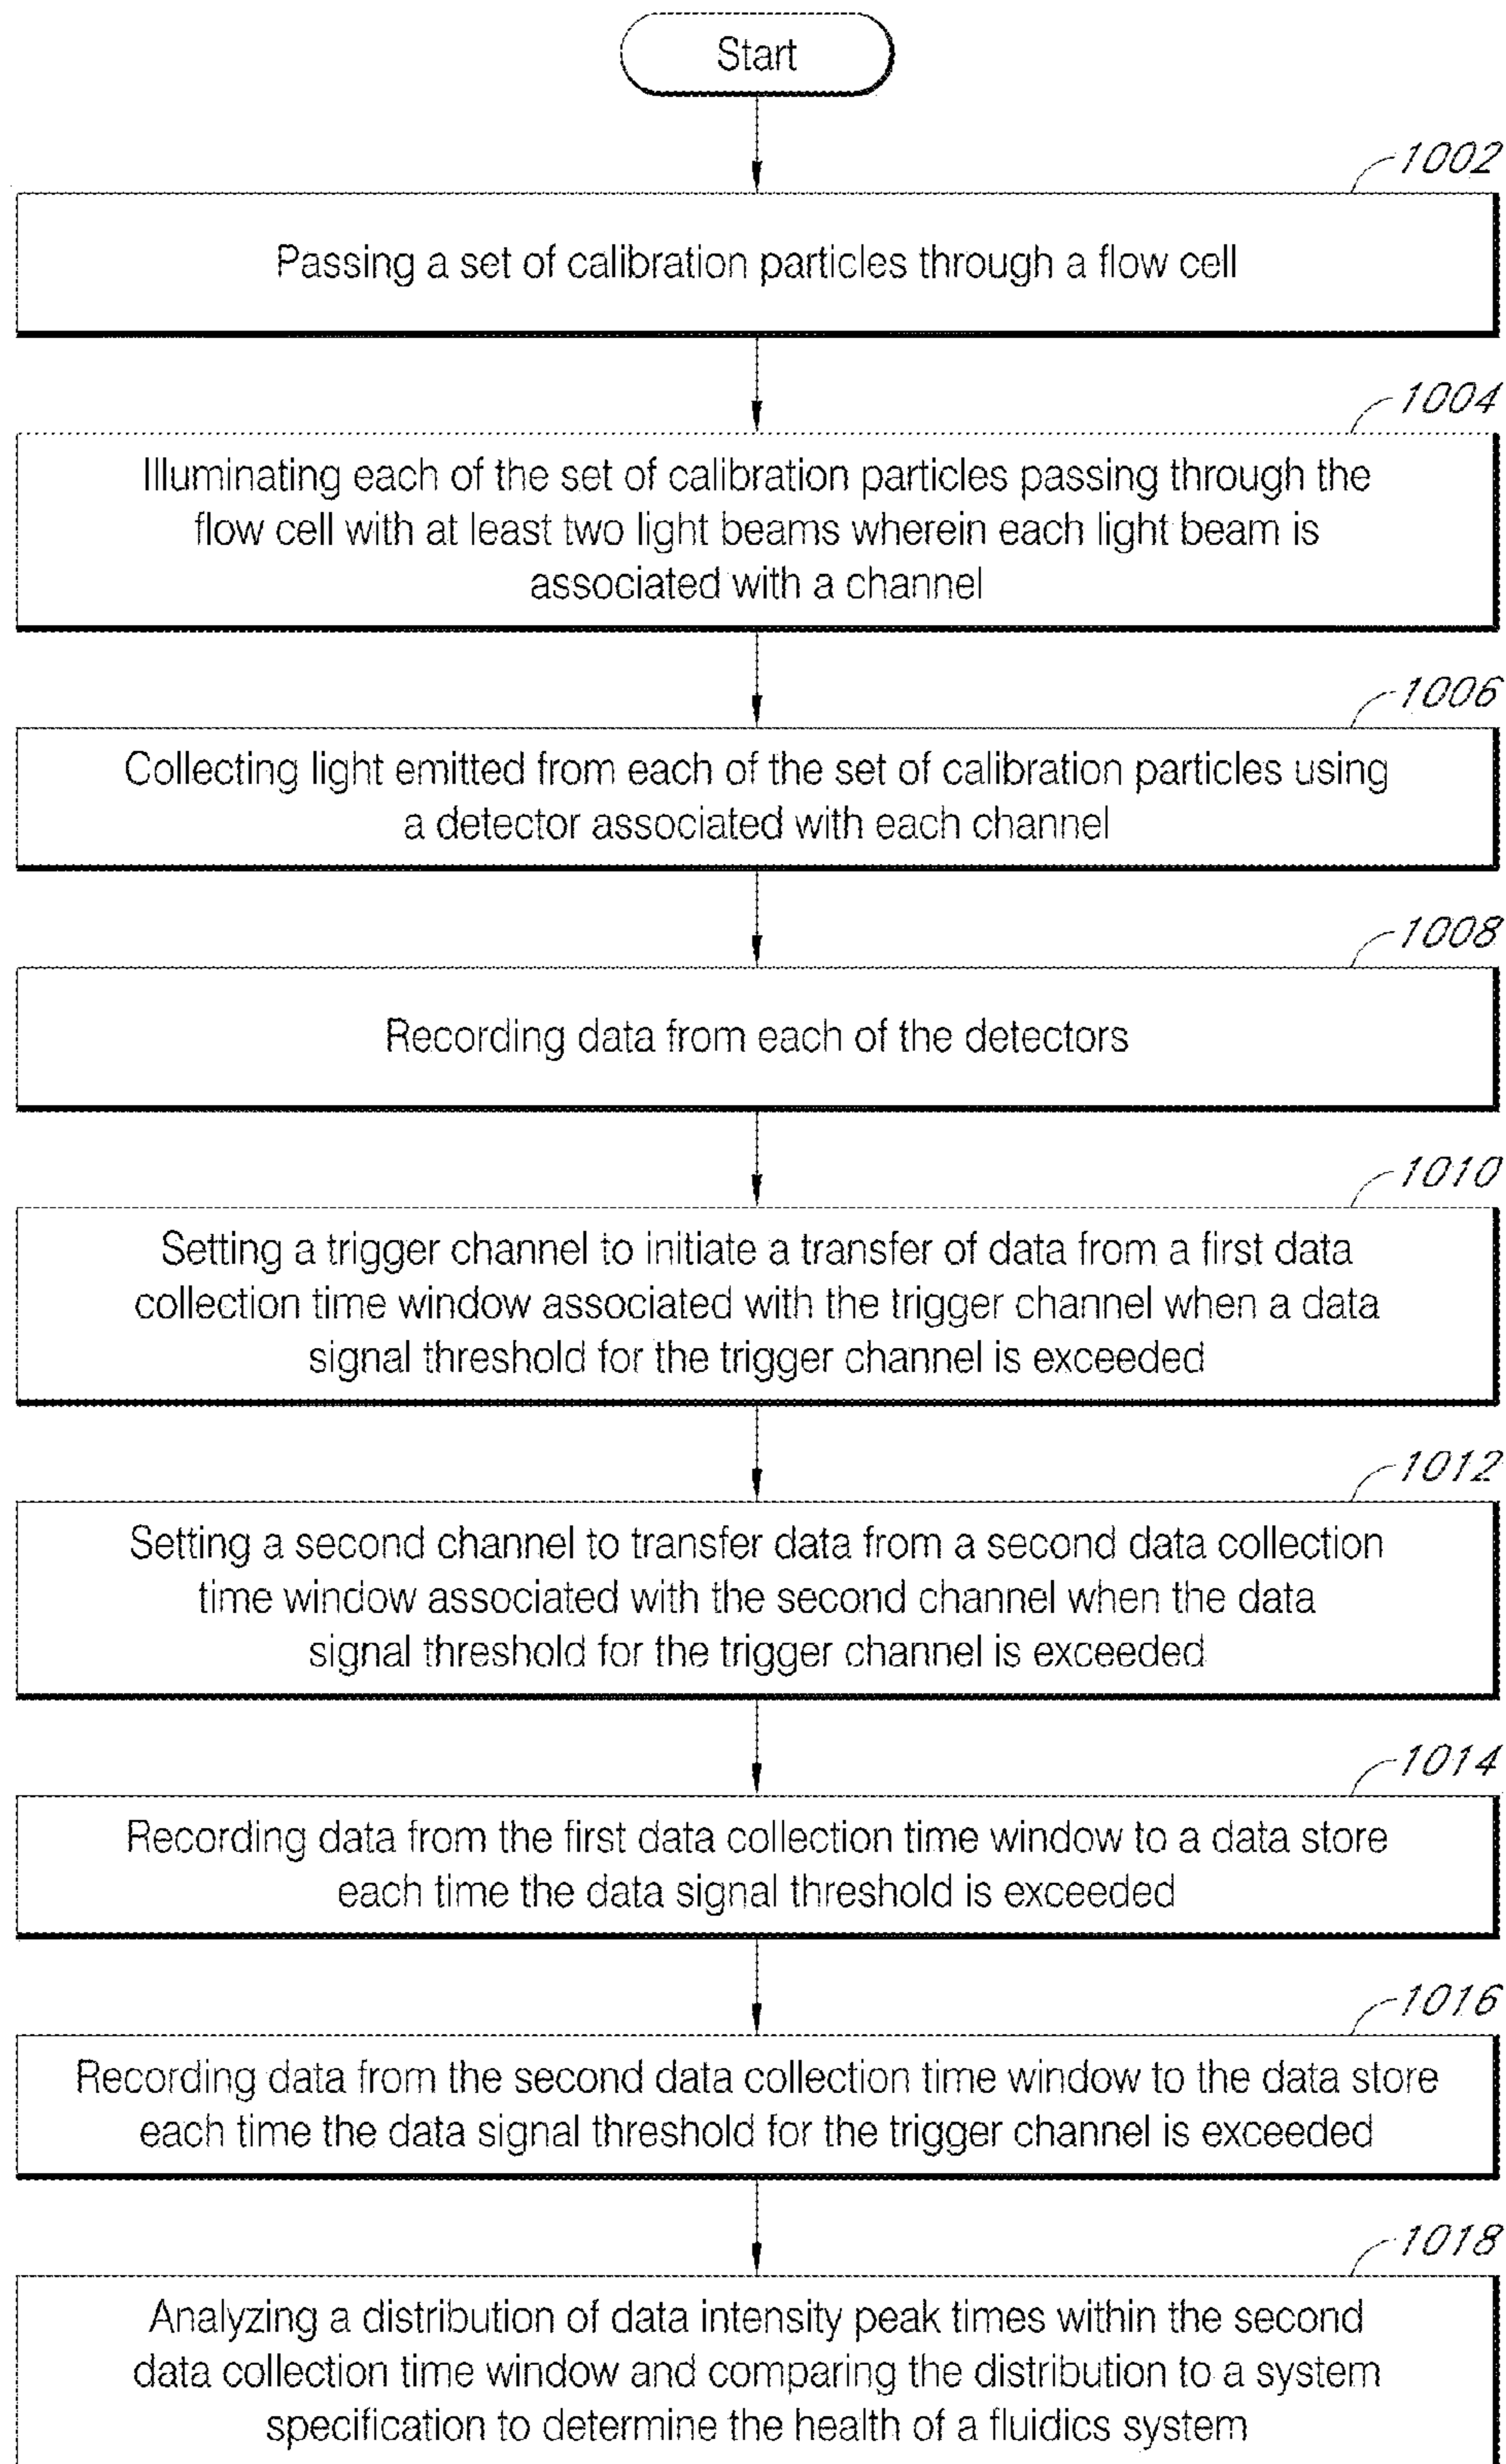 Start
1002
Passing a set of calibration particles through a flow cell
1004
Illuminating each of the set of calibration particles passing through the
flow cell with at least two light beams wherein each light beam is
associated with a channel
1006
Collecting light emitted from each of the set of calibration particles using
a detector associated with each channel
1008
Recording data from each of the detectors
1010
Setting a trigger channel to initiate a transfer of data from a first data
collection time window associated with the trigger channel when a data
signal threshold for the trigger channel is exceeded
1012
Setting a second channel to transfer data from a second data collection
time window associated with the second channel when the data
signal threshold for the trigger channel is exceeded
1014
Recording data from the first data collection time window to a data store
each time the data signal threshold is exceeded
1016
Recording data from the second data collection time window to the data store
each time the data signal threshold for the trigger channel is exceeded
1018
Analyzing a distribution of data intensity peak times within the second
data collection time window and comparing the distribution to a system
specification to determine the health of a fluidics system